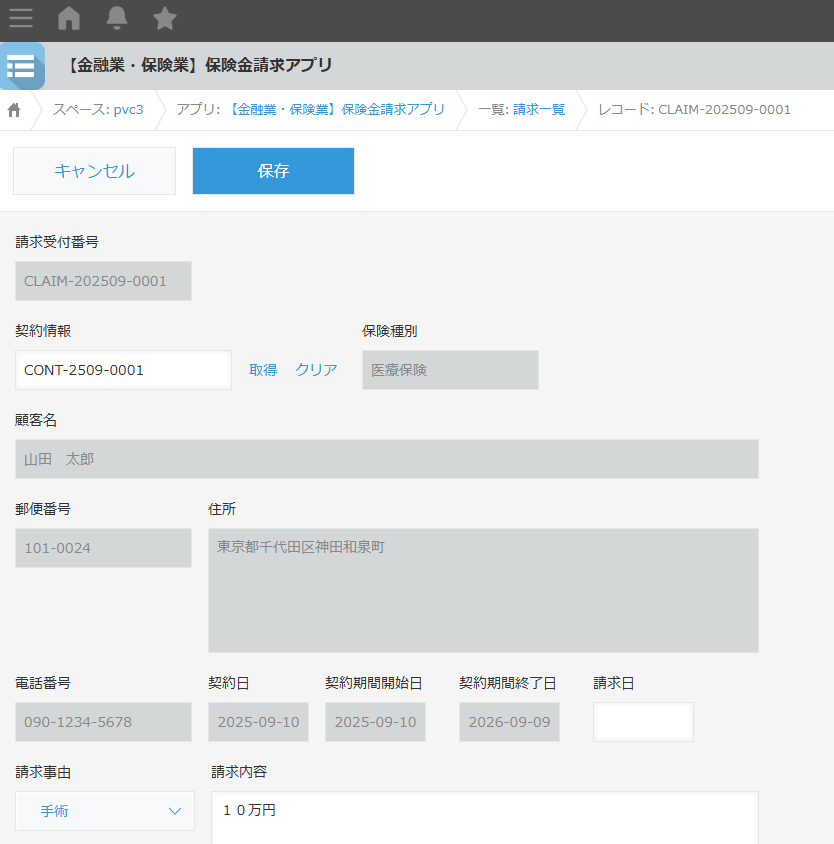 【金融業・保険業】保険金請求アプリ
スペース: pvc3 アプリ: 【金融業・保険業】保険金請求アプリ 一覧: 請求一覧 レコード: CLAIM-202509-0001
キャンセル 保存
請求受付番号
CLAIM-202509-0001
契約情報 保険種別
CONT-2509-0001 取得 クリア 医療保険
顧客名
山田　太郎
郵便番号 住所
101-0024 東京都千代田区神田和泉町
電話番号 契約日 契約期間開始日 契約期間終了日 請求日
090-1234-5678 2025-09-10 2025-09-10 2026-09-09
請求事由 請求内容
手術 １０万円